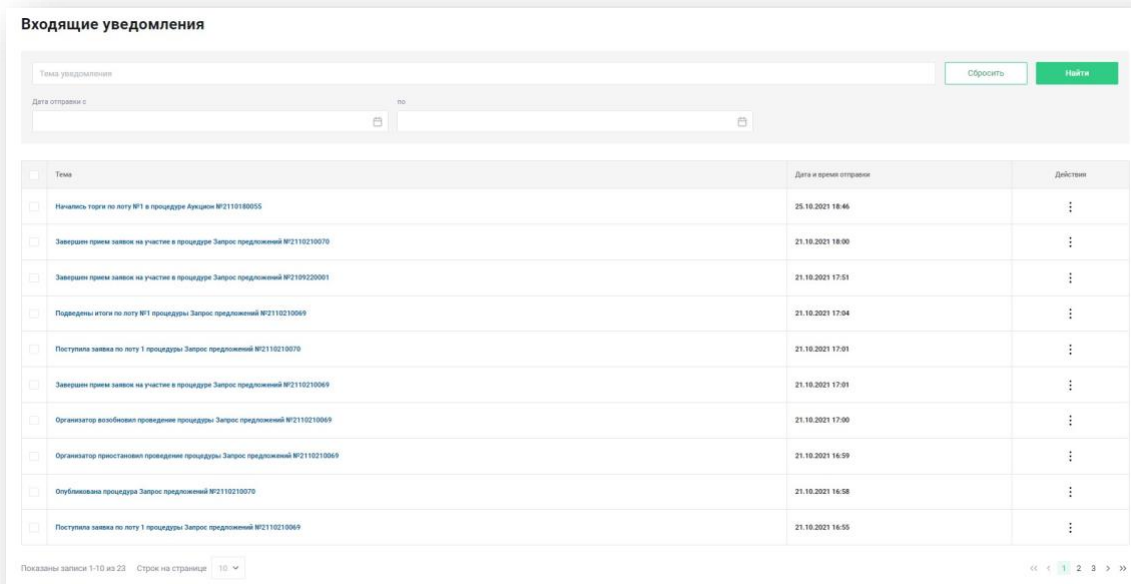 Входящие уведомления
Тема уведомления
Сбросить
Найти
Дата отправки с
по
Тема Дата и время отправки Действия
Начались торги по лоту №1 в процедуре Аукцион №2110180055 25.10.2021 18:46
Завершен прием заявок на участие в процедуре Запрос предложений №2110210070 21.10.2021 18:00
Завершен прием заявок на участие в процедуре Запрос предложений №2109220001 21.10.2021 17:51
Подведены итоги по лоту №1 процедуры Запрос предложений №2110210069 21.10.2021 17:04
Поступила заявка по лоту 1 процедуры Запрос предложений №2110210070 21.10.2021 17:01
Завершен прием заявок на участие в процедуре Запрос предложений №2110210069 21.10.2021 17:01
Организатор возобновил проведение процедуры Запрос предложений №2110210069 21.10.2021 17:00
Организатор приостановил проведение процедуры Запрос предложений №2110210069 21.10.2021 16:59
Опубликована процедура Запрос предложений №2110210070 21.10.2021 16:58
Поступила заявка по лоту 1 процедуры Запрос предложений №2110210069 21.10.2021 16:55
Показаны записи 1-10 из 23 Строк на странице 10 << < 1 2 3 > >>